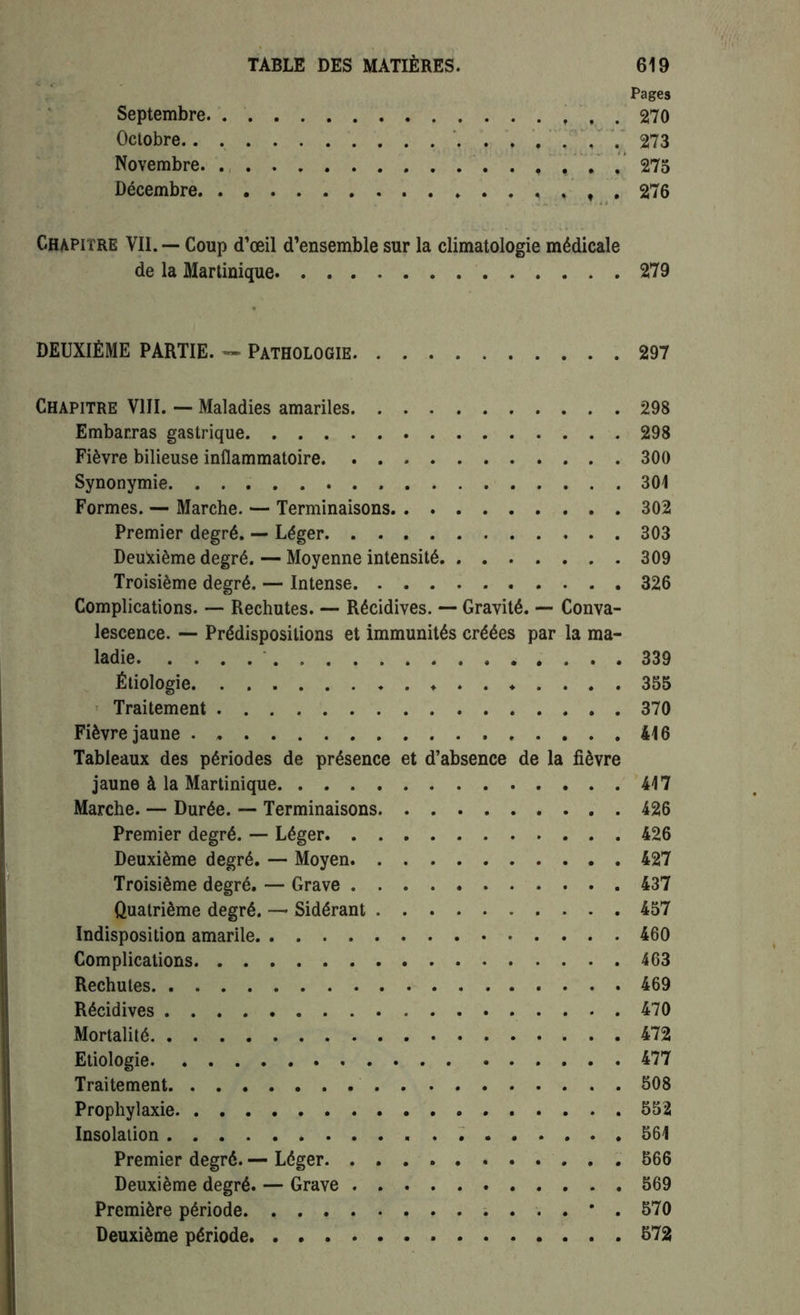 TABLE DES MATIÈRES. 619
Pages
Septembre. . . . . . . . . . . . . . . . . . 270
Octobre. . . . . . . . . . . . . . . . . . . 273
Novembre. . . . . . . . . . . . . . . . . . 275
Décembre. . . . . . . . . . . . . . . . . . 276
CHAPITRE VII. — Coup d'œil d'ensemble sur la climatologie médicale
de la Martinique. . . . . . . . . . . . . . . 279
DEUXIÈME PARTIE. — PATHOLOGIE. . . . . . . . . . . . 297
CHAPITRE VIII. — Maladies amariles. . . . . . . . . . . . 298
Embarras gastrique. . . . . . . . . . . . . . . . 298
Fièvre bilieuse inflammatoire. . . . . . . . . . . . . 300
Synonymie. . . . . . . . . . . . . . . . . . . 301
Formes. — Marche. — Terminaisons. . . . . . . . . . . 302
Premier degré. — Léger. . . . . . . . . . . . . 303
Deuxième degré. — Moyenne intensité. . . . . . . . . 309
Troisième degré. — Intense. . . . . . . . . . . . 326
Complications. — Rechutes. — Récidives. — Gravité. — Conva-
lescence. — Prédispositions et immunités créées par la ma-
ladie. . . . . . . . . . . . . . . . . . . . 339
Étiologie. . . . . . . . . . . . . . . . . . 355
Traitement . . . . . . . . . . . . . . . . . 370
Fièvre jaune . . . . . . . . . . . . . . . . . . 416
Tableaux des périodes de présence et d'absence de la fièvre
jaune à la Martinique. . . . . . . . . . . . . . . 417
Marche. — Durée. — Terminaisons. . . . . . . . . . . 426
Premier degré. — Léger. . . . . . . . . . . . . 426
Deuxième degré. — Moyen. . . . . . . . . . . . 427
Troisième degré. — Grave . . . . . . . . . . . . 437
Quatrième degré. — Sidérant . . . . . . . . . . . 457
Indisposition amarile. . . . . . . . . . . . . . . . 460
Complications. . . . . . . . . . . . . . . . . . 463
Rechutes. . . . . . . . . . . . . . . . . . . . 469
Récidives . . . . . . . . . . . . . . . . . . . 470
Mortalité. . . . . . . . . . . . . . . . . . . . 472
Etiologie. . . . . . . . . . . . . . . . . . . . 477
Traitement. . . . . . . . . . . . . . . . . . . 508
Prophylaxie. . . . . . . . . . . . . . . . . . . 552
Insolation . . . . . . . . . . . . . . . . . . . 561
Premier degré. — Léger. . . . . . . . . . . . . 566
Deuxième degré. — Grave . . . . . . . . . . . . 569
Première période. . . . . . . . . . . . . . . . . 570
Deuxième période. . . . . . . . . . . . . . . . . 572